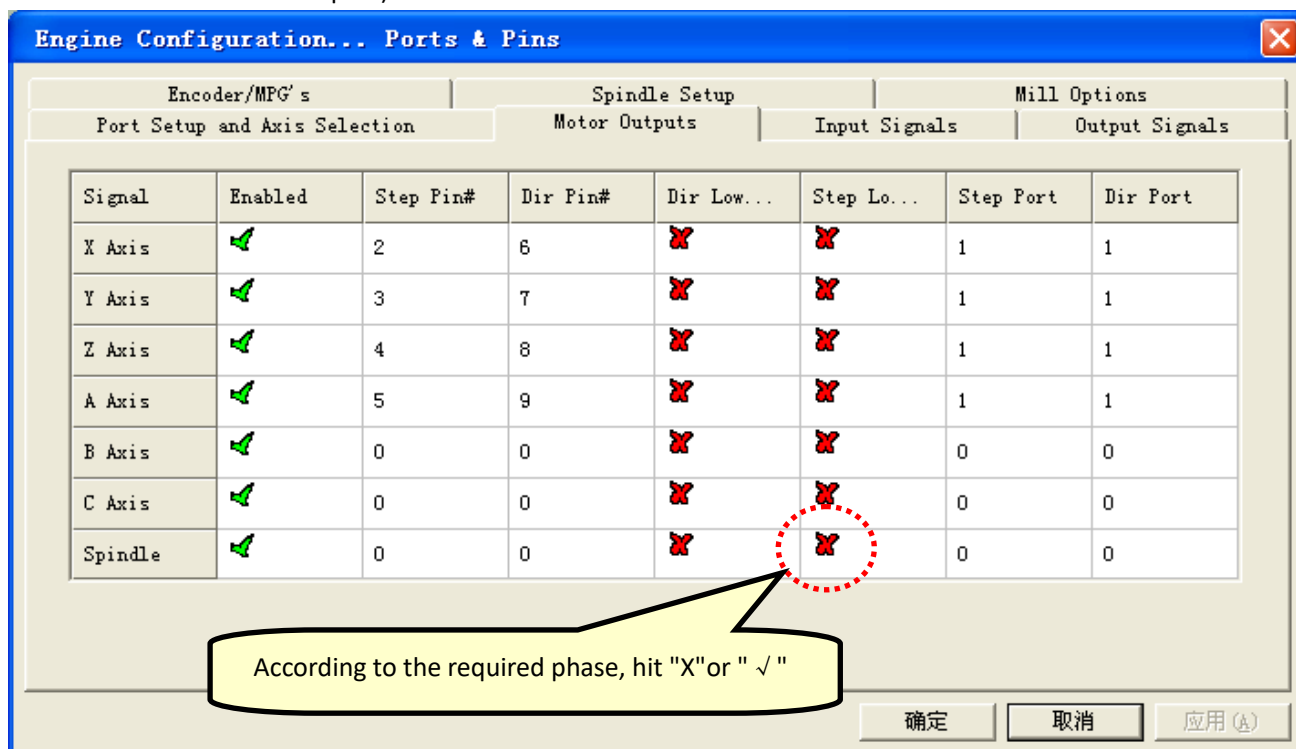 Engine Configuration... Ports & Pins
Encoder/MPG's Spindle Setup Mill Options
Port Setup and Axis Selection Motor Outputs Input Signals Output Signals
Signal Enabled Step Pin# Dir Pin# Dir Low... Step Lo... Step Port Dir Port
X Axis 2 6 1 1
Y Axis 3 7 1 1
Z Axis 4 8 1 1
A Axis 5 9 1 1
B Axis 0 0 0 0
C Axis 0 0 0 0
Spindle 0 0 0 0
According to the required phase, hit "X"or " √ "
确定 取消 应用(A)